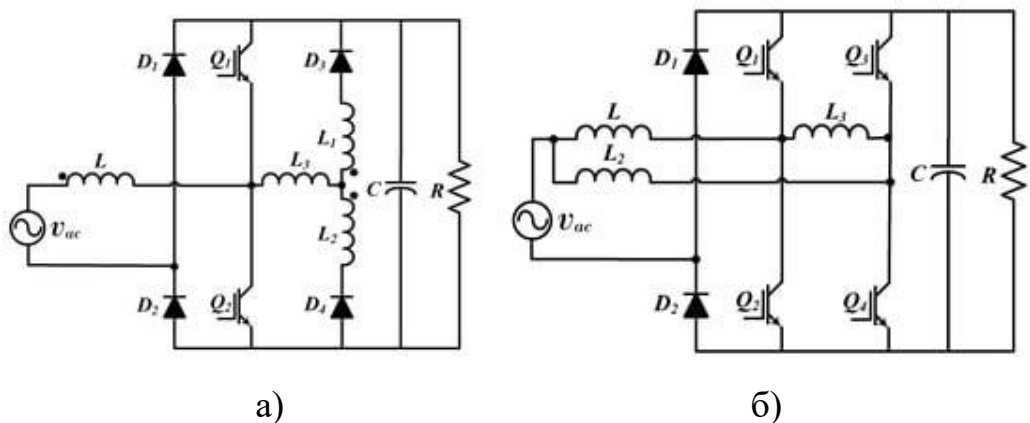 D1
Q1
D3
L1
L
L3
C
R
vac
L2
D2
Q2
D4
а)
D1
Q1
Q3
L
L3
L2
C
R
vac
D2
Q2
Q4
б)